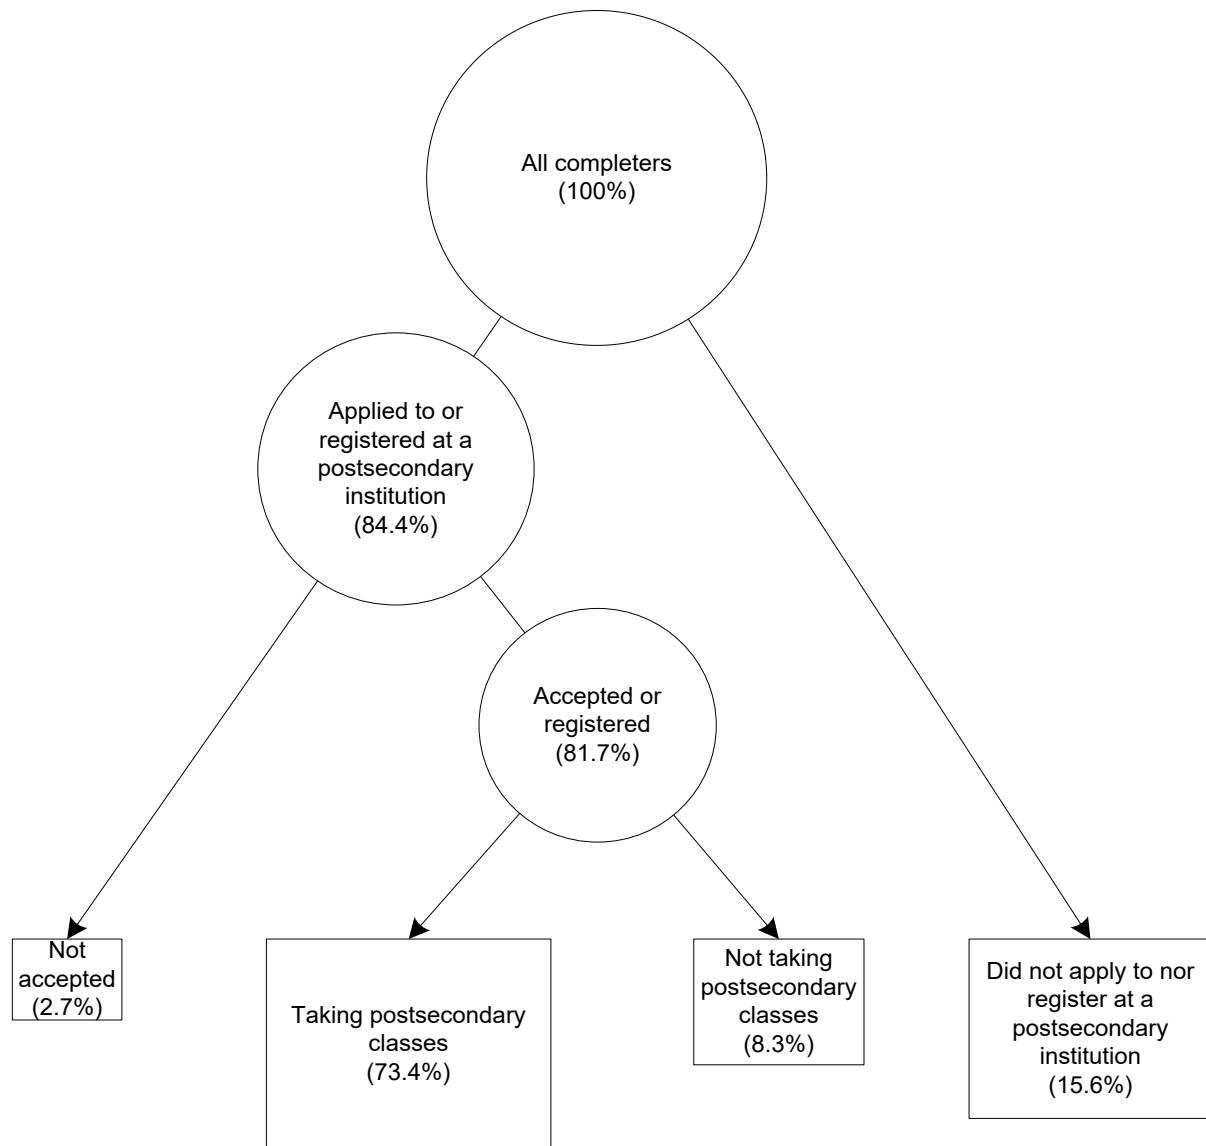 All completers
(100%)
Applied to or
registered at a
postsecondary
institution
(84.4%)
Accepted or
registered
(81.7%)
Not
accepted
(2.7%)
Taking postsecondary
classes
(73.4%)
Not taking
postsecondary
classes
(8.3%)
Did not apply to nor
register at a
postsecondary
institution
(15.6%)